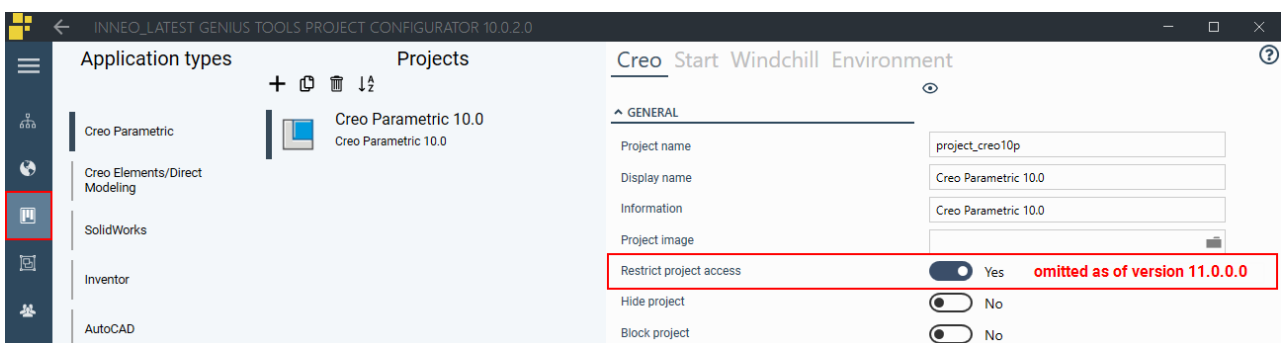 INNEO_LATEST GENIUS TOOLS PROJECT CONFIGURATOR 10.0.2.0
Application types
Creo Parametric
Creo Elements/Direct
Modeling
SolidWorks
Inventor
AutoCAD
Projects
Creo Parametric 10.0
Creo Parametric 10.0
Creo Start Windchill Environment
GENERAL
Project name project_creo10p
Display name Creo Parametric 10.0
Information Creo Parametric 10.0
Project image
Restrict project access Yes omitted as of version 11.0.0.0
Hide project No
Block project No